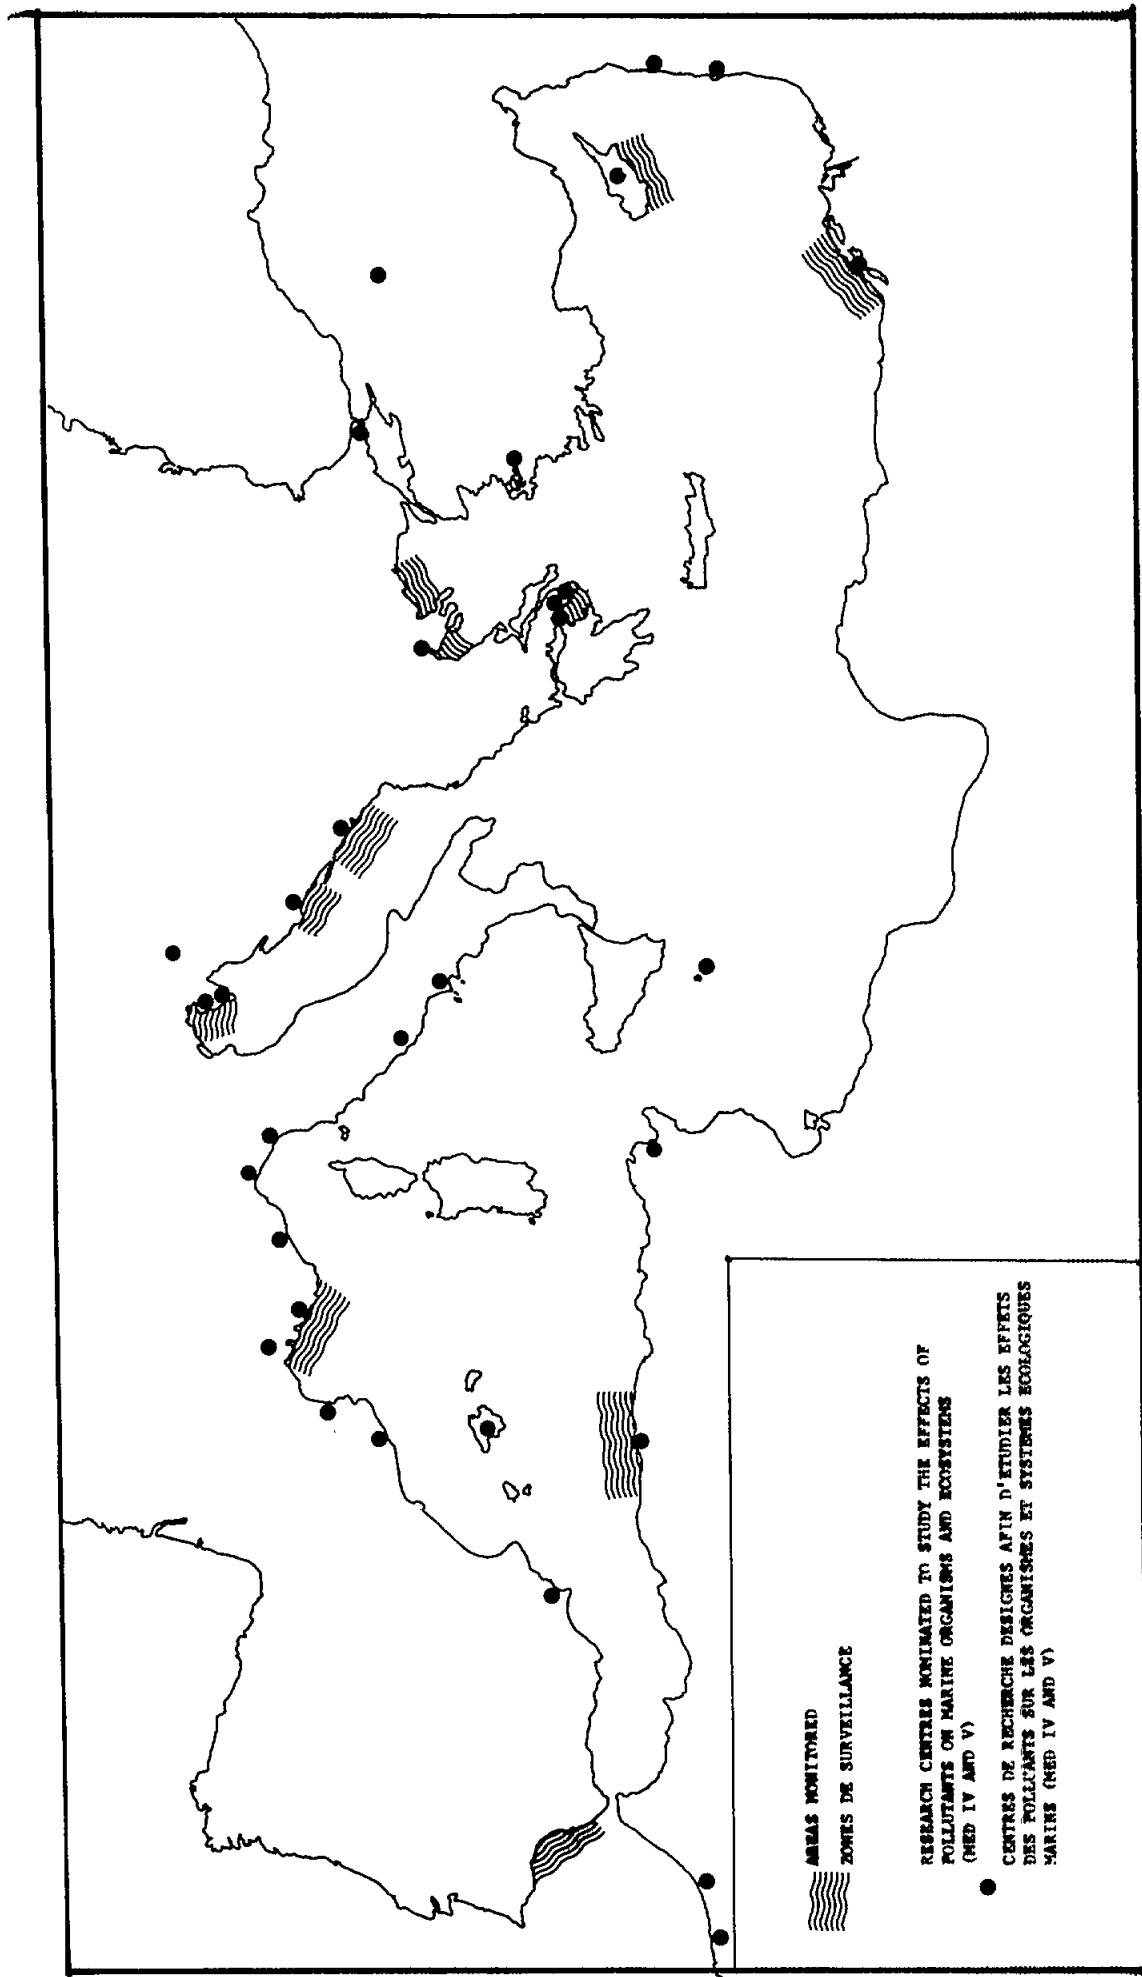 AREAS MONITORED
ZONES DE SURVEILLANCE
RESEARCH CENTRES NOMINATED TO STUDY THE EFFECTS OF
POLLUTANTS ON MARINE ORGANISMS AND ECOSYSTEMS
(MED IV AND V)
CENTRES DE RECHERCHE DESIGNES AFIN D'ETUDIER LES EFFETS
DES POLLUANTS SUR LES ORGANISMES ET SYSTEMES ECOLOGIQUES
MARINS (MED IV AND V)